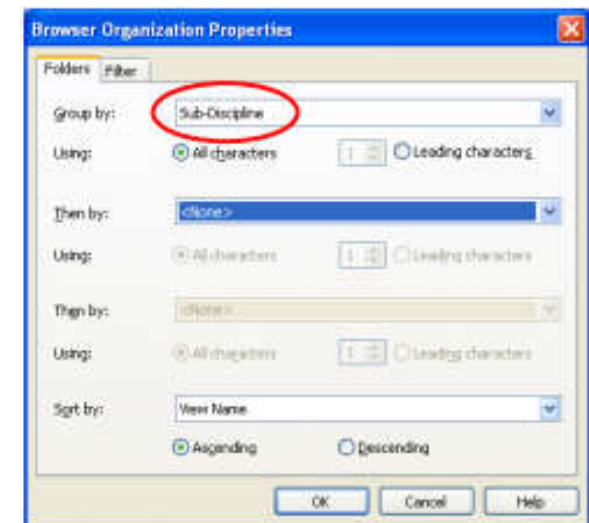 Browser Organization Properties
Folders Filter
Group by: Sub-Discipline
Using: All characters 1 Leading characters
Then by: <None>
Using: All characters 1 Leading characters
Then by: <None>
Using: All characters 1 Leading characters
Sort by: View Name
Ascending Descending
OK Cancel Help